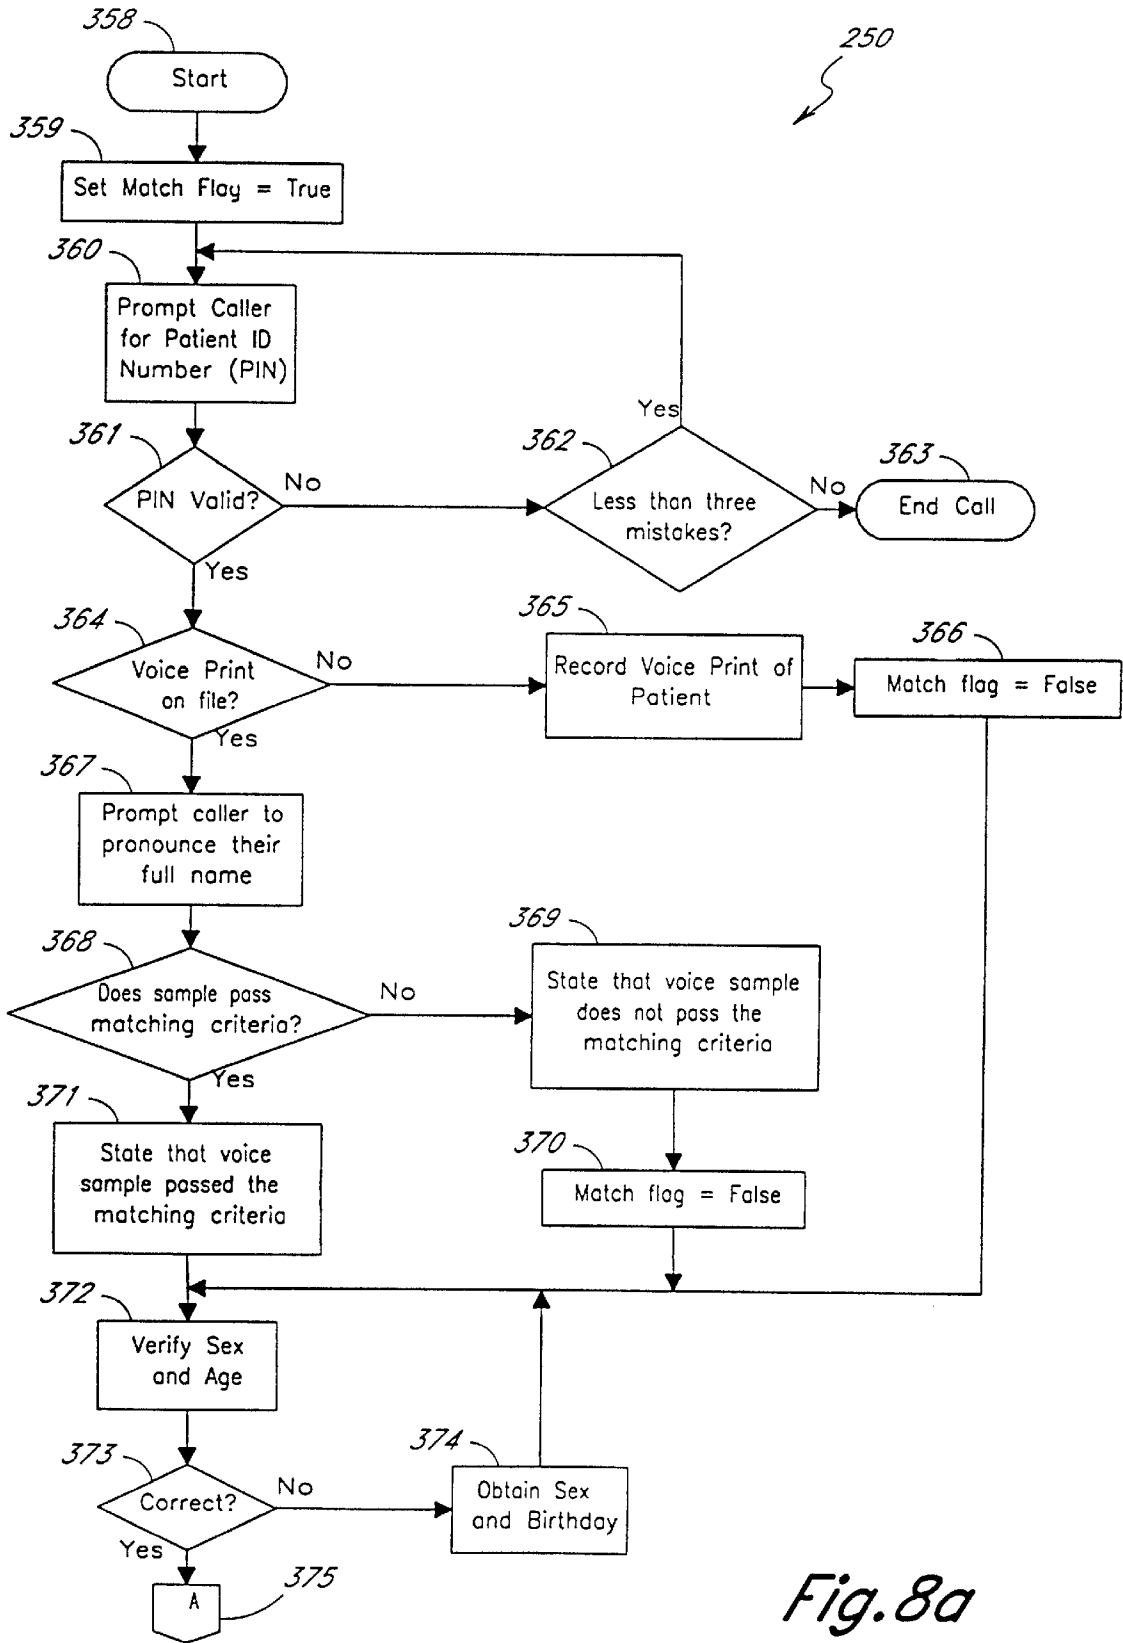 358
250
Start
359
Set Match Flag = True
360
Prompt Caller
for Patient ID
Number (PIN)
Yes
361
362
363
PIN Valid?
No
Less than three
mistakes?
No
End Call
Yes
364
365
366
Voice Print
on file?
No
Record Voice Print of
Patient
Match flag = False
Yes
367
Prompt caller to
pronounce their
full name
368
369
Does sample pass
matching criteria?
No
State that voice sample
does not pass the
matching criteria
Yes
371
370
State that voice
sample passed the
matching criteria
Match flag = False
372
Verify Sex
and Age
373
374
Correct?
No
Obtain Sex
and Birthday
Yes
375
A
Fig.8a